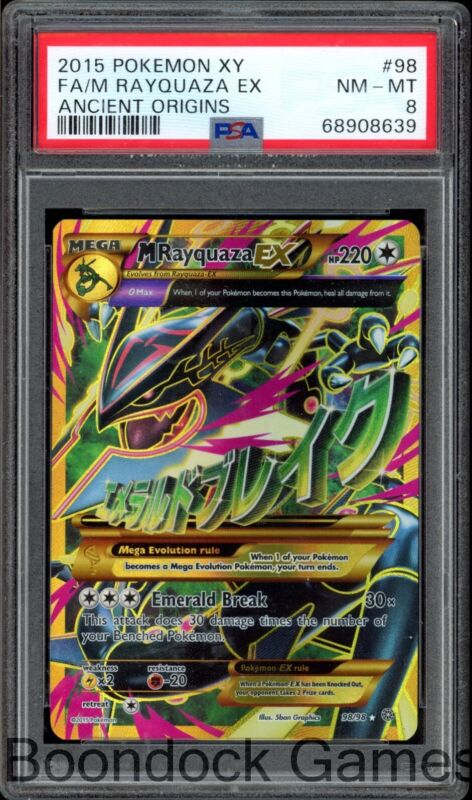 2015 POKEMON XY #98
FA/M RAYQUAZA EX NM - MT
ANCIENT ORIGINS 8
PSA 68908639
MEGA
M Rayquaza EX HP220
Evolves from Rayquaza-EX
Ω Max When 1 of your Pokémon becomes this Pokémon, heal all damage from it.
エメラルドブレイク
Mega Evolution rule When 1 of your Pokémon
becomes a Mega Evolution Pokémon, your turn ends.
Emerald Break 30×
This attack does 30 damage times the number of
your Benched Pokémon.
weakness resistance
×2 -20
retreat
Pokémon-EX rule
When a Pokémon-EX has been Knocked Out,
your opponent takes 2 Prize cards.
©2015 Pokémon Illus. 5ban Graphics 98/98 ★
Boondock Games